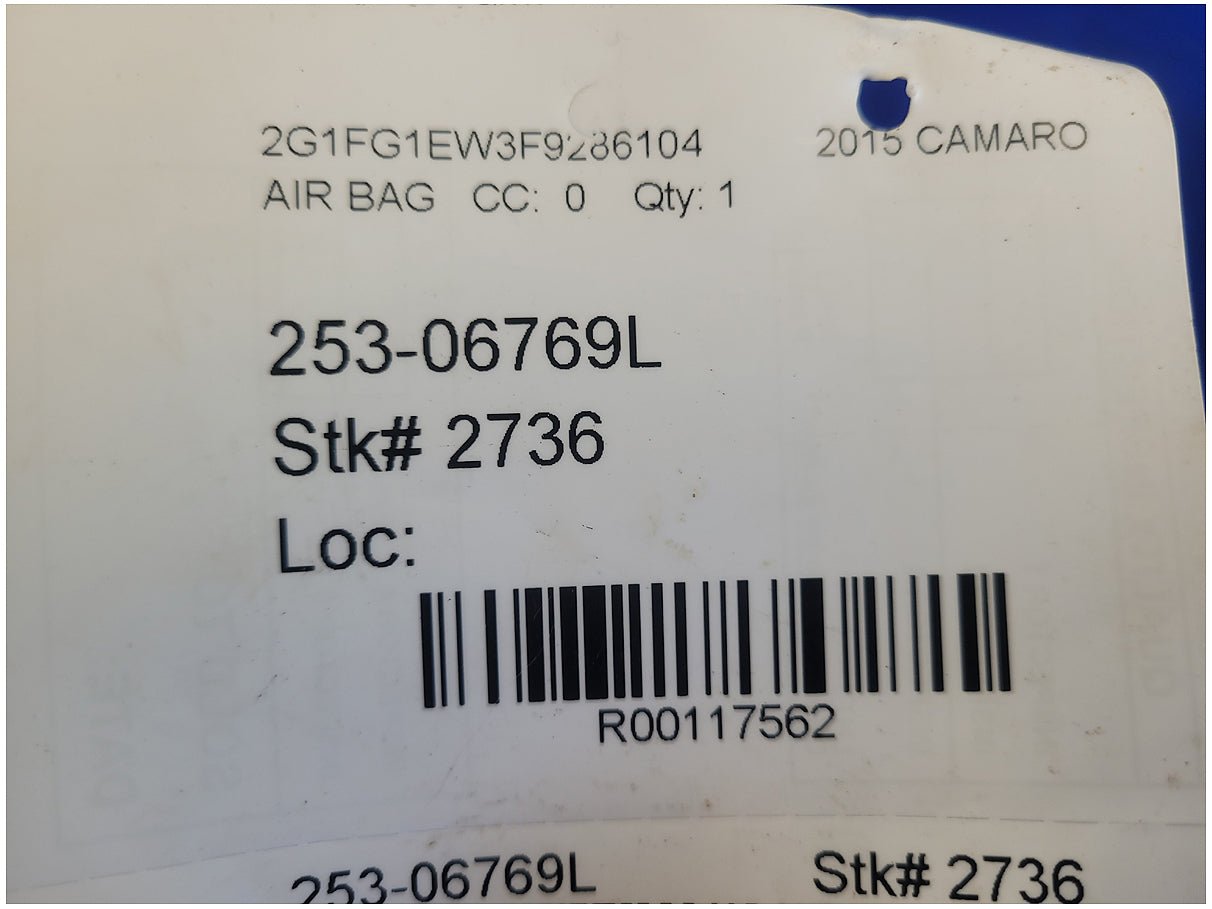 2G1FG1EW3F9286104 2015 CAMARO
AIR BAG CC: 0 Qty: 1
253-06769L
Stk# 2736
Loc:
R00117562
253-06769L Stk# 2736